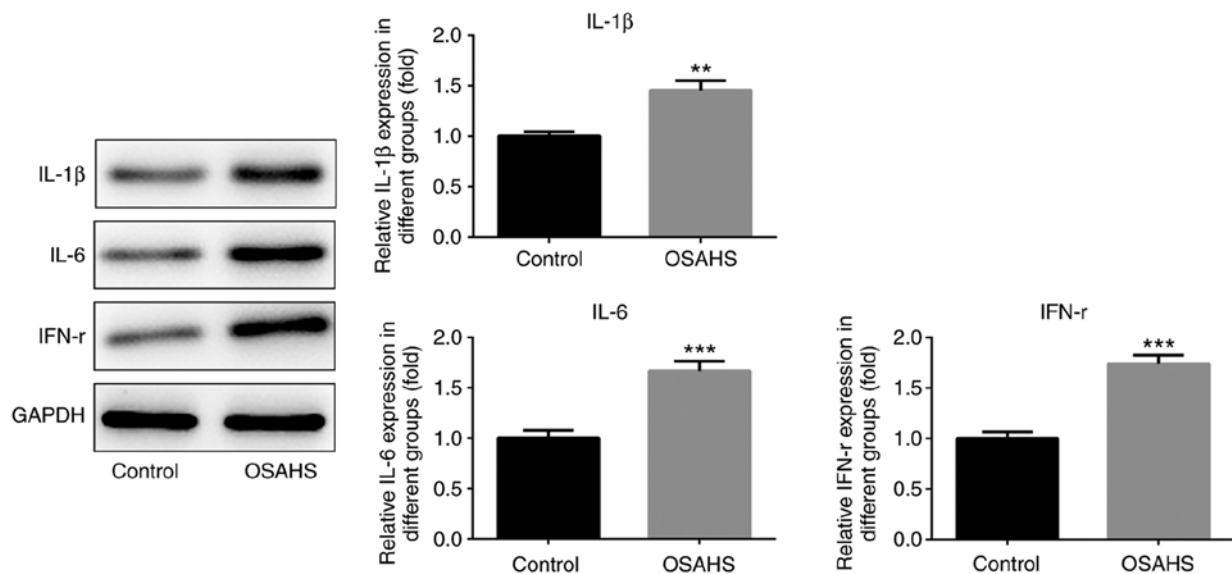 IL-1β
IL-6
IFN-r
GAPDH
Control OSAHS
IL-1β
Relative IL-1β expression in
different groups (fold)
2.0
1.5
1.0
0.5
0.0
**
Control OSAHS
IL-6
Relative IL-6 expression in
different groups (fold)
2.0
1.5
1.0
0.5
0.0
***
Control OSAHS
IFN-r
Relative IFN-r expression in
different groups (fold)
2.0
1.5
1.0
0.5
0.0
***
Control OSAHS